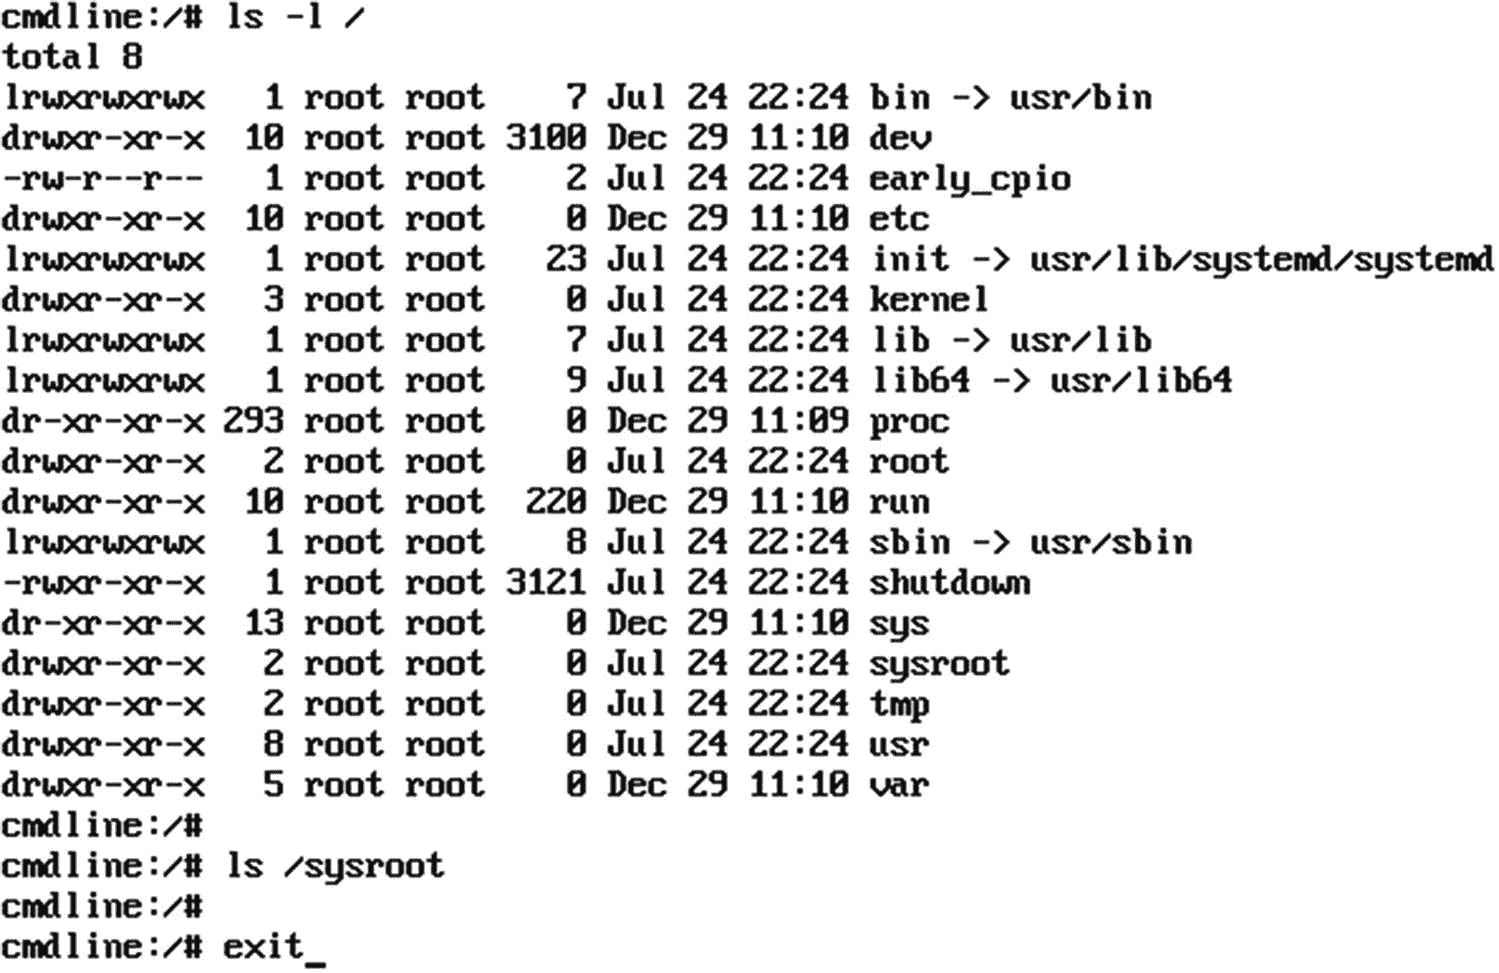 cmdline:/# ls -l /
total 8
lrwxrwxrwx   1 root root    7 Jul 24 22:24 bin -> usr/bin
drwxr-xr-x  10 root root 3100 Dec 29 11:10 dev
-rw-r--r--   1 root root    2 Jul 24 22:24 early_cpio
drwxr-xr-x  10 root root    0 Dec 29 11:10 etc
lrwxrwxrwx   1 root root   23 Jul 24 22:24 init -> usr/lib/systemd/systemd
drwxr-xr-x   3 root root    0 Jul 24 22:24 kernel
lrwxrwxrwx   1 root root    7 Jul 24 22:24 lib -> usr/lib
lrwxrwxrwx   1 root root    9 Jul 24 22:24 lib64 -> usr/lib64
dr-xr-xr-x 293 root root    0 Dec 29 11:09 proc
drwxr-xr-x   2 root root    0 Jul 24 22:24 root
drwxr-xr-x  10 root root  220 Dec 29 11:10 run
lrwxrwxrwx   1 root root    8 Jul 24 22:24 sbin -> usr/sbin
-rwxr-xr-x   1 root root 3121 Jul 24 22:24 shutdown
dr-xr-xr-x  13 root root    0 Dec 29 11:10 sys
drwxr-xr-x   2 root root    0 Jul 24 22:24 sysroot
drwxr-xr-x   2 root root    0 Jul 24 22:24 tmp
drwxr-xr-x   8 root root    0 Jul 24 22:24 usr
drwxr-xr-x   5 root root    0 Dec 29 11:10 var
cmdline:/#
cmdline:/# ls /sysroot
cmdline:/#
cmdline:/# exit_